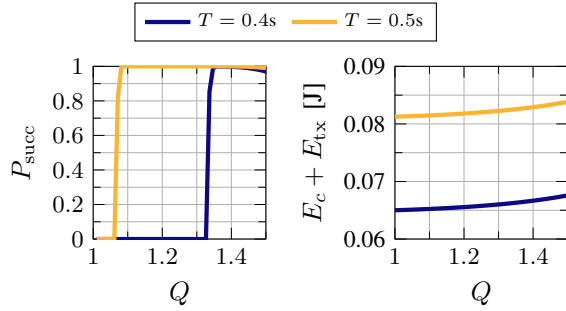 T = 0.4s T = 0.5s
P_succ
1
0.8
0.6
0.4
0.2
0
1 1.2 1.4
Q
E_c + E_tx [J]
0.09
0.08
0.07
0.06
1 1.2 1.4
Q